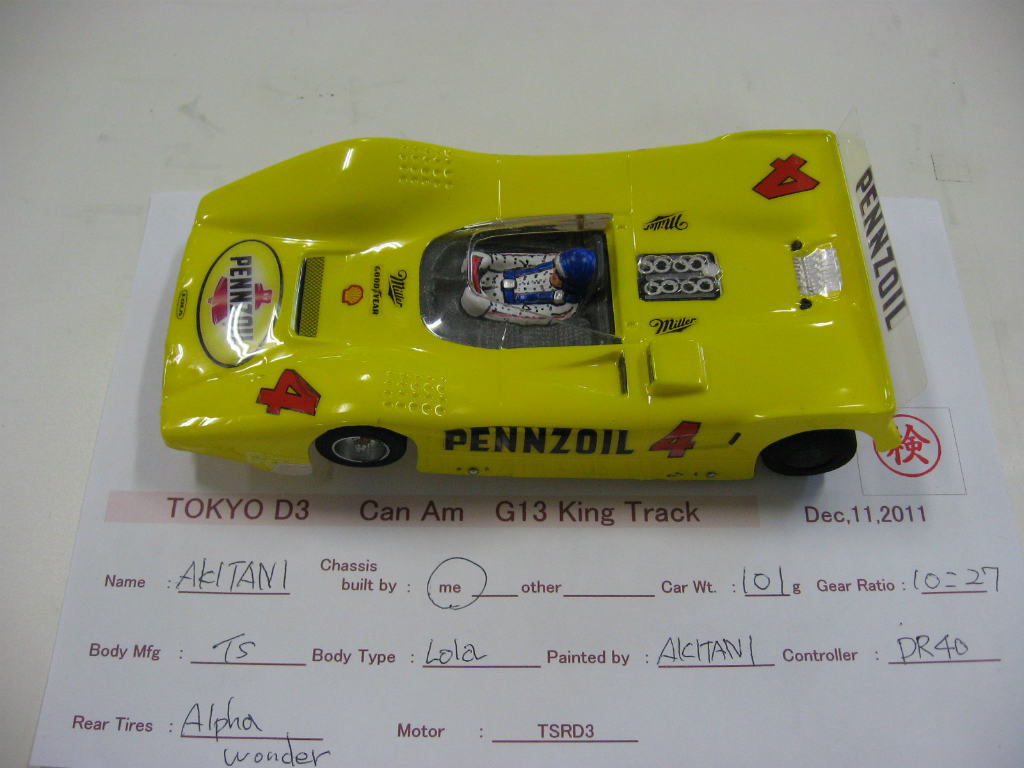 PENNZOIL
4
Miller
PENNZOIL
LOLA
GOODYEAR
Miller
Miller
4
PENNZOIL 4
検
TOKYO D3 Can Am G13 King Track Dec,11,2011
Name : AKITANI Chassis built by : me other Car Wt. : 101 g Gear Ratio : 10=27
Body Mfg : TS Body Type : Lola Painted by : AKITANI Controller : DR40
Rear Tires : Alpha wonder Motor : TSRD3